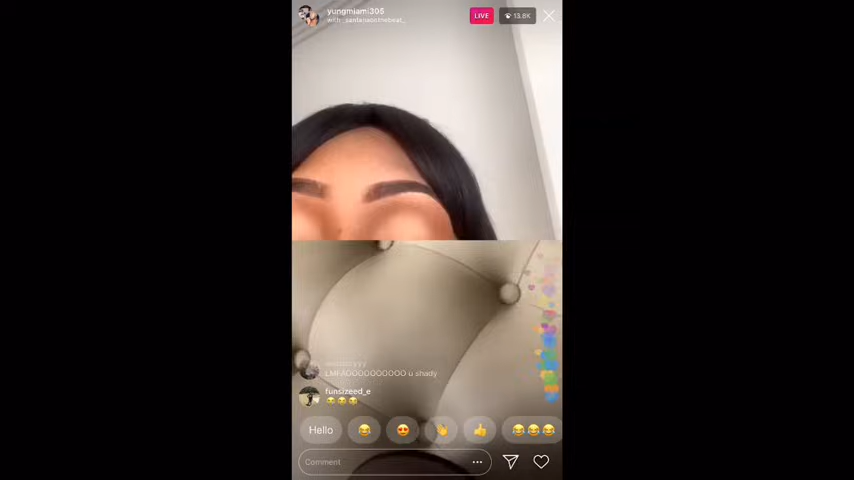 yungmiami305
LIVE
13.8K
LMFAOOOOOOOOO u shady
funsizeed_e
Hello
Comment